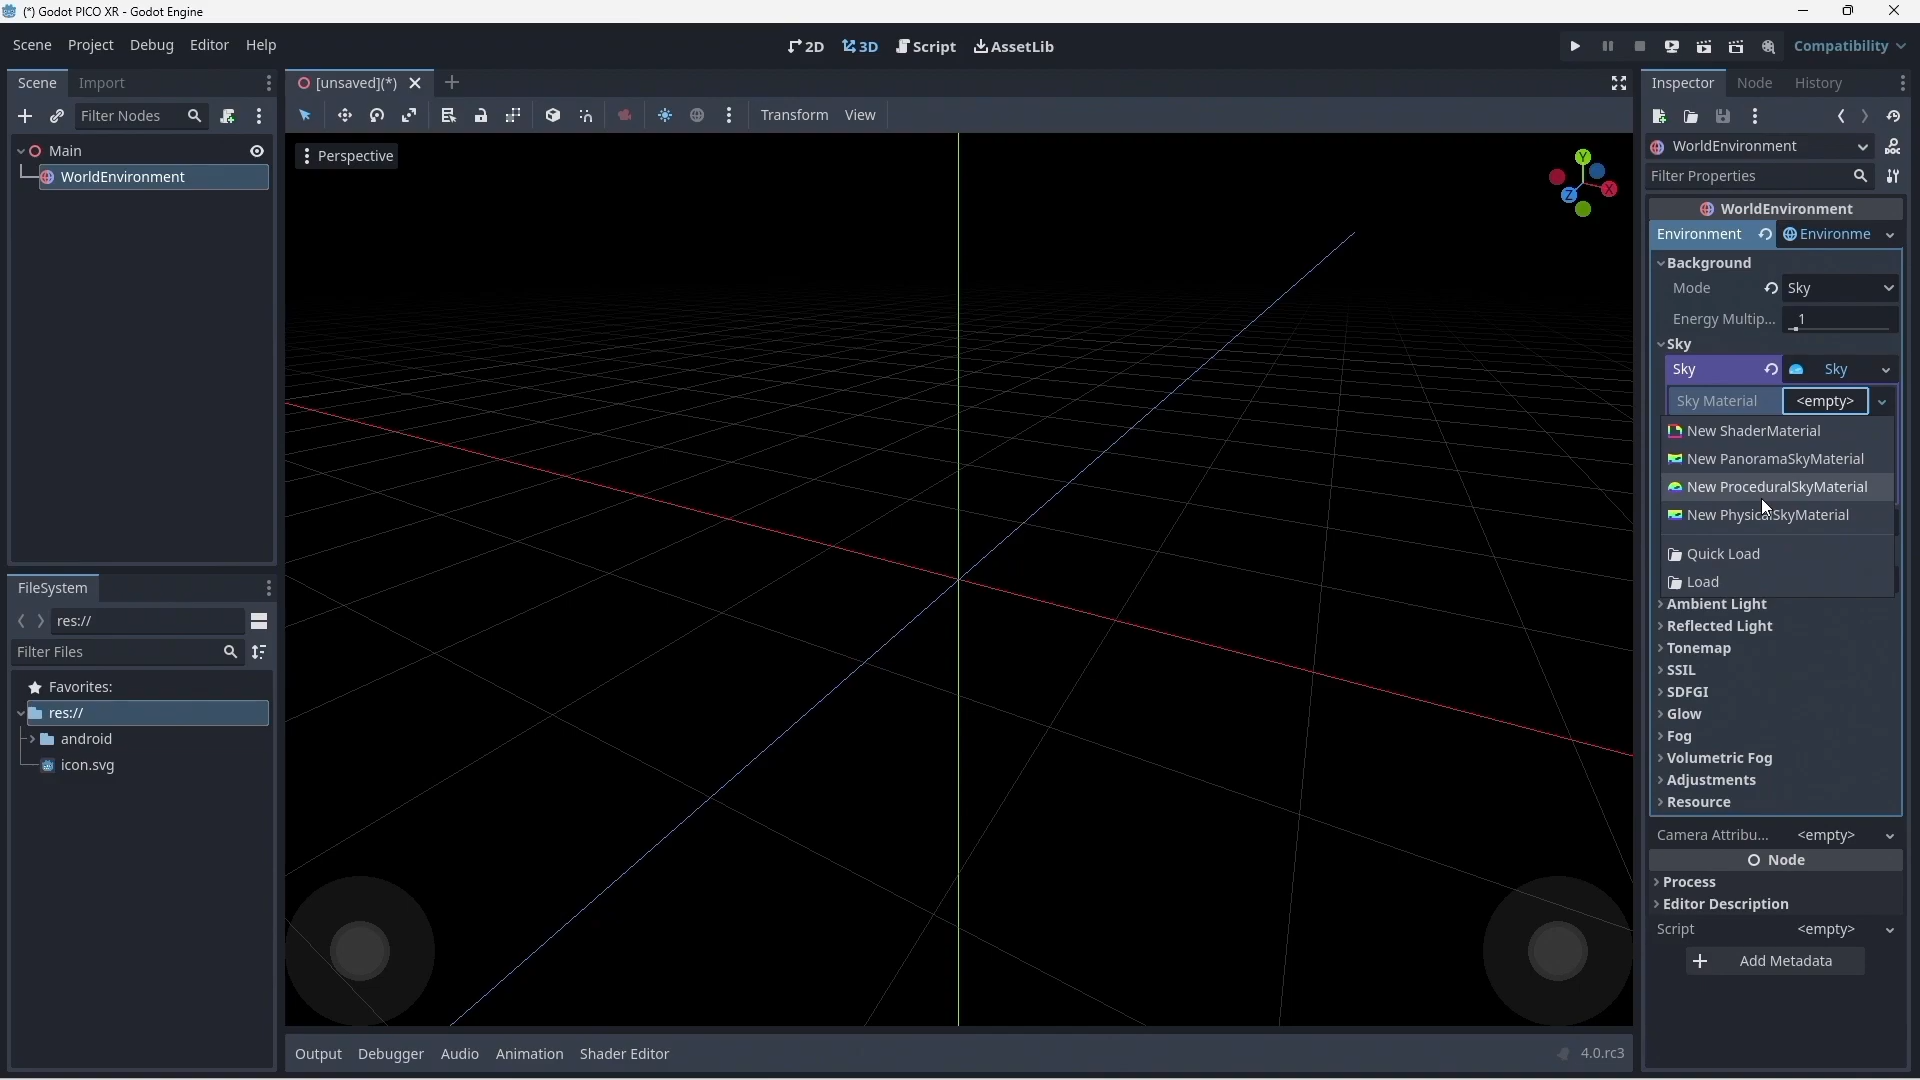 (*) Godot PICO XR - Godot Engine
Scene Project Debug Editor Help
2D 3D Script AssetLib
Compatibility
Scene Import
Filter Nodes
Main
WorldEnvironment
FileSystem
res://
Filter Files
Favorites:
res://
android
icon.svg
[unsaved](*)
Transform View
Perspective
Y
X
Z
Output Debugger Audio Animation Shader Editor
4.0.rc3
Inspector Node History
WorldEnvironment
Filter Properties
WorldEnvironment
Environment Environme
Background
Mode Sky
Energy Multip... 1
Sky
Sky Sky
Sky Material <empty>
New ShaderMaterial
New PanoramaSkyMaterial
New ProceduralSkyMaterial
New PhysicalSkyMaterial
Quick Load
Load
Ambient Light
Reflected Light
Tonemap
SSIL
SDFGI
Glow
Fog
Volumetric Fog
Adjustments
Resource
Camera Attribu... <empty>
Node
Process
Editor Description
Script <empty>
Add Metadata